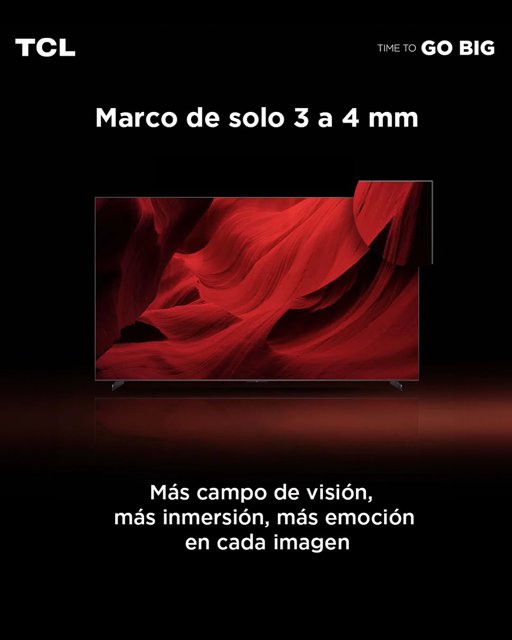 TCL
TIME TO GO BIG
Marco de solo 3 a 4 mm
Más campo de visión,
más inmersión, más emoción
en cada imagen